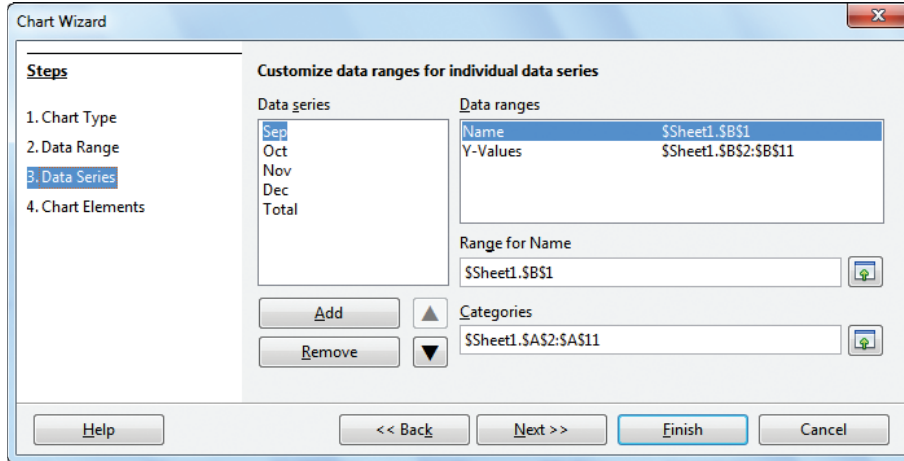 Chart Wizard
x
Steps
1. Chart Type
2. Data Range
3. Data Series
4. Chart Elements
Customize data ranges for individual data series
Data series
Sep
Oct
Nov
Dec
Total
Add
Remove
Data ranges
Name $Sheet1.$B$1
Y-Values $Sheet1.$B$2:$B$11
Range for Name
$Sheet1.$B$1
Categories
$Sheet1.$A$2:$A$11
Help
<< Back
Next >>
Finish
Cancel